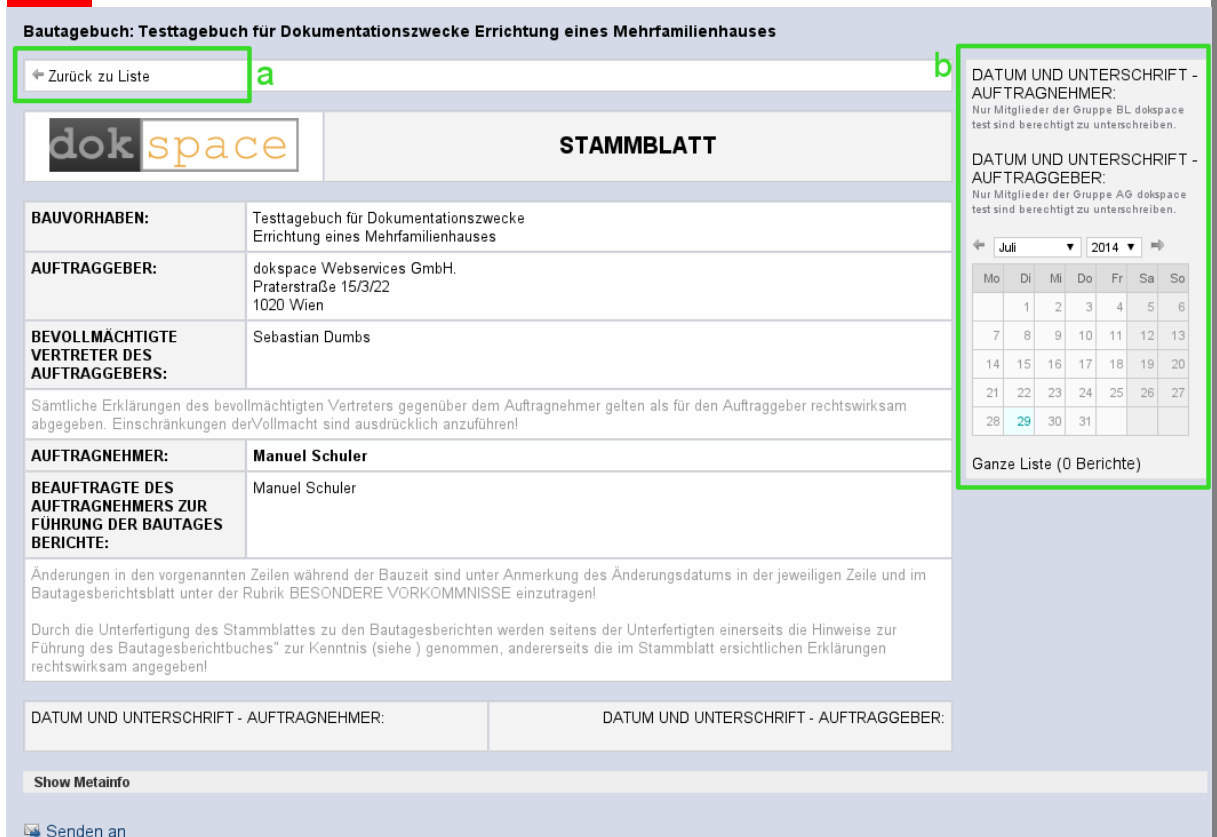 Bautagebuch: Testtagebuch für Dokumentationszwecke Errichtung eines Mehrfamilienhauses
Zurück zu Liste
a
dokspace
STAMMBLATT
BAUVORHABEN:
Testtagebuch für Dokumentationszwecke
Errichtung eines Mehrfamilienhauses
AUFTRAGGEBER:
dokspace Webservices GmbH.
Praterstraße 15/3/22
1020 Wien
BEVOLLMÄCHTIGTE
VERTRETER DES
AUFTRAGGEBERS:
Sebastian Dumbs
Sämtliche Erklärungen des bevollmächtigten Vertreters gegenüber dem Auftragnehmer gelten als für den Auftraggeber rechtswirksam
abgegeben. Einschränkungen derVollmacht sind ausdrücklich anzuführen!
AUFTRAGNEHMER:
Manuel Schuler
BEAUFTRAGTE DES
AUFTRAGNEHMERS ZUR
FÜHRUNG DER BAUTAGES
BERICHTE:
Manuel Schuler
Änderungen in den vorgenannten Zeilen während der Bauzeit sind unter Anmerkung des Änderungsdatums in der jeweiligen Zeile und im
Bautagesberichtsblatt unter der Rubrik BESONDERE VORKOMMNISSE einzutragen!
Durch die Unterfertigung des Stammblattes zu den Bautagesberichten werden seitens der Unterfertigten einerseits die Hinweise zur
Führung des Bautagesberichtbuches" zur Kenntnis (siehe ) genommen, andererseits die im Stammblatt ersichtlichen Erklärungen
rechtswirksam angegeben!
DATUM UND UNTERSCHRIFT - AUFTRAGNEHMER:
DATUM UND UNTERSCHRIFT - AUFTRAGGEBER:
Show Metainfo
Senden an
b
DATUM UND UNTERSCHRIFT -
AUFTRAGNEHMER:
Nur Mitglieder der Gruppe BL dokspace
test sind berechtigt zu unterschreiben.
DATUM UND UNTERSCHRIFT -
AUFTRAGGEBER:
Nur Mitglieder der Gruppe AG dokspace
test sind berechtigt zu unterschreiben.
Juli 2014
Mo Di Mi Do Fr Sa So
1 2 3 4 5 6
7 8 9 10 11 12 13
14 15 16 17 18 19 20
21 22 23 24 25 26 27
28 29 30 31
Ganze Liste (0 Berichte)